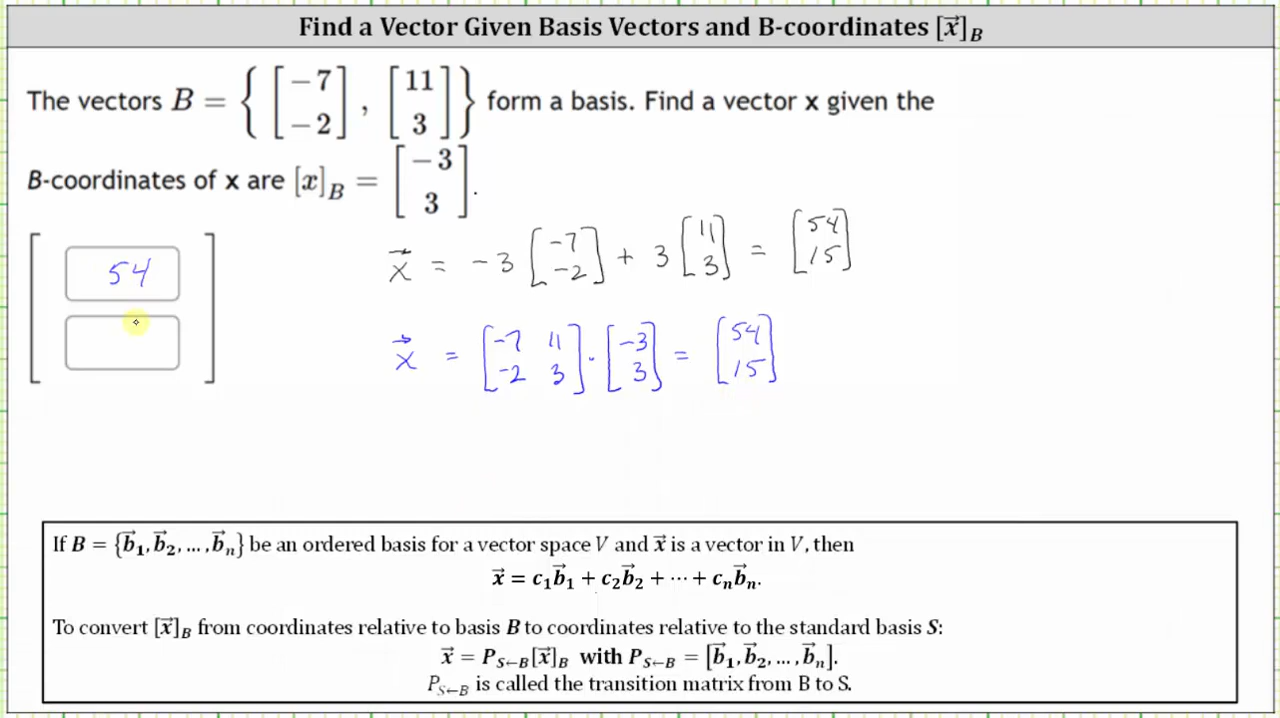 Find a Vector Given Basis Vectors and B-coordinates [x⃗]_B
The vectors B = { [−7 −2] , [11 3] } form a basis. Find a vector x given the
B-coordinates of x are [x]_B = [−3 3].
x⃗ = −3 [−7 −2] + 3 [11 3] = [54 15]
54
x⃗ = [−7 11 −2 3] · [−3 3] = [54 15]
If B = {b⃗₁, b⃗₂, ..., b⃗ₙ} be an ordered basis for a vector space V and x⃗ is a vector in V, then
x⃗ = c₁b⃗₁ + c₂b⃗₂ + ⋯ + cₙb⃗ₙ.
To convert [x⃗]_B from coordinates relative to basis B to coordinates relative to the standard basis S:
x⃗ = P_S←B[x⃗]_B with P_S←B = [b⃗₁, b⃗₂, ..., b⃗ₙ].
P_S←B is called the transition matrix from B to S.